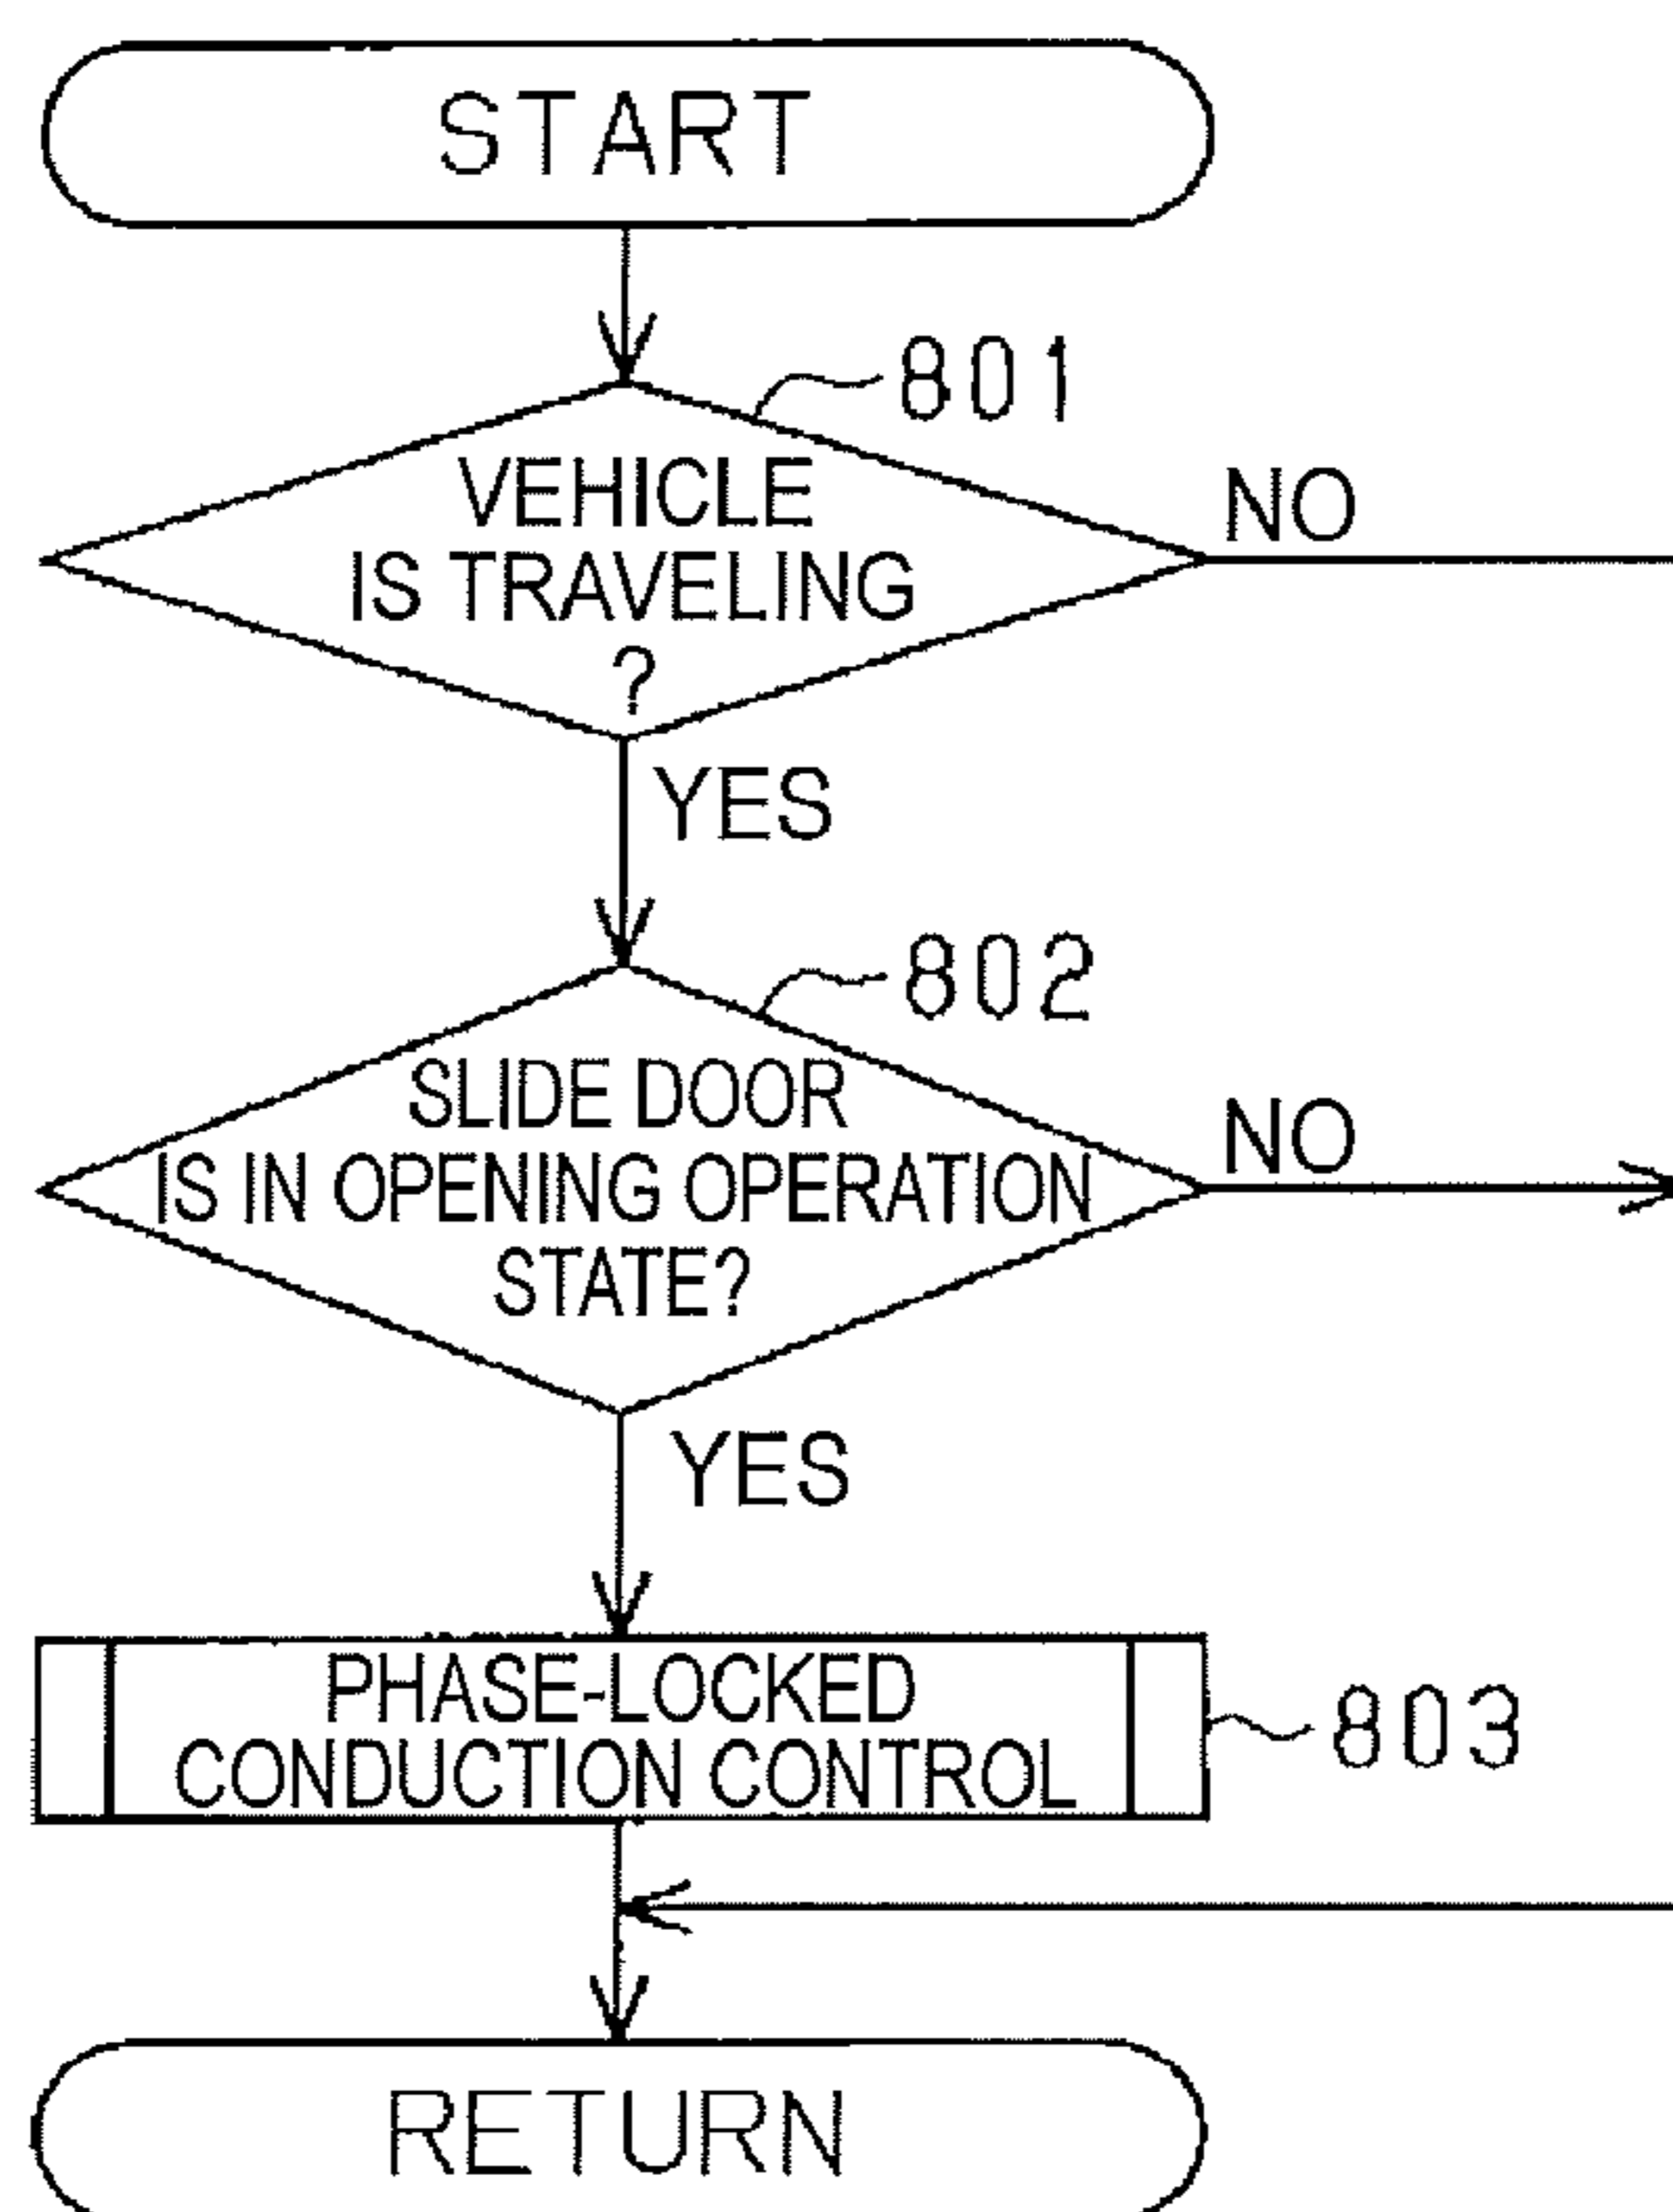 START
801
VEHICLE
IS TRAVELING
?
NO
YES
802
SLIDE DOOR
IS IN OPENING OPERATION
STATE?
NO
YES
PHASE-LOCKED
CONDUCTION CONTROL
803
RETURN